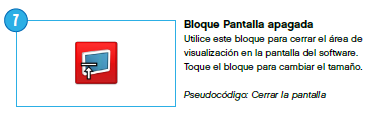 7
Bloque Pantalla apagada
Utilice este bloque para cerrar el área de
visualización en la pantalla del software.
Toque el bloque para cambiar el tamaño.
Pseudocódigo: Cerrar la pantalla